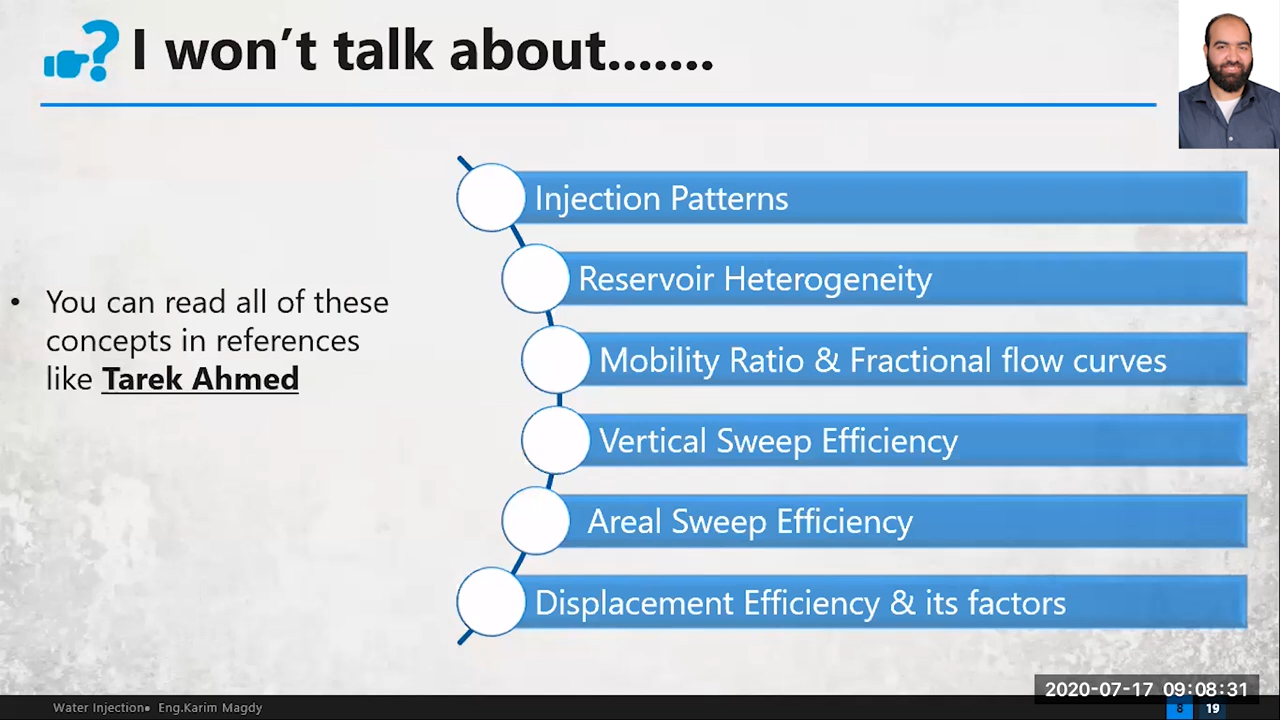 I won't talk about.......
• You can read all of these
concepts in references
like Tarek Ahmed
Injection Patterns
Reservoir Heterogeneity
Mobility Ratio & Fractional flow curves
Vertical Sweep Efficiency
Areal Sweep Efficiency
Displacement Efficiency & its factors
2020-07-17 09:08:31
Water Injection• Eng.Karim Magdy
8 19